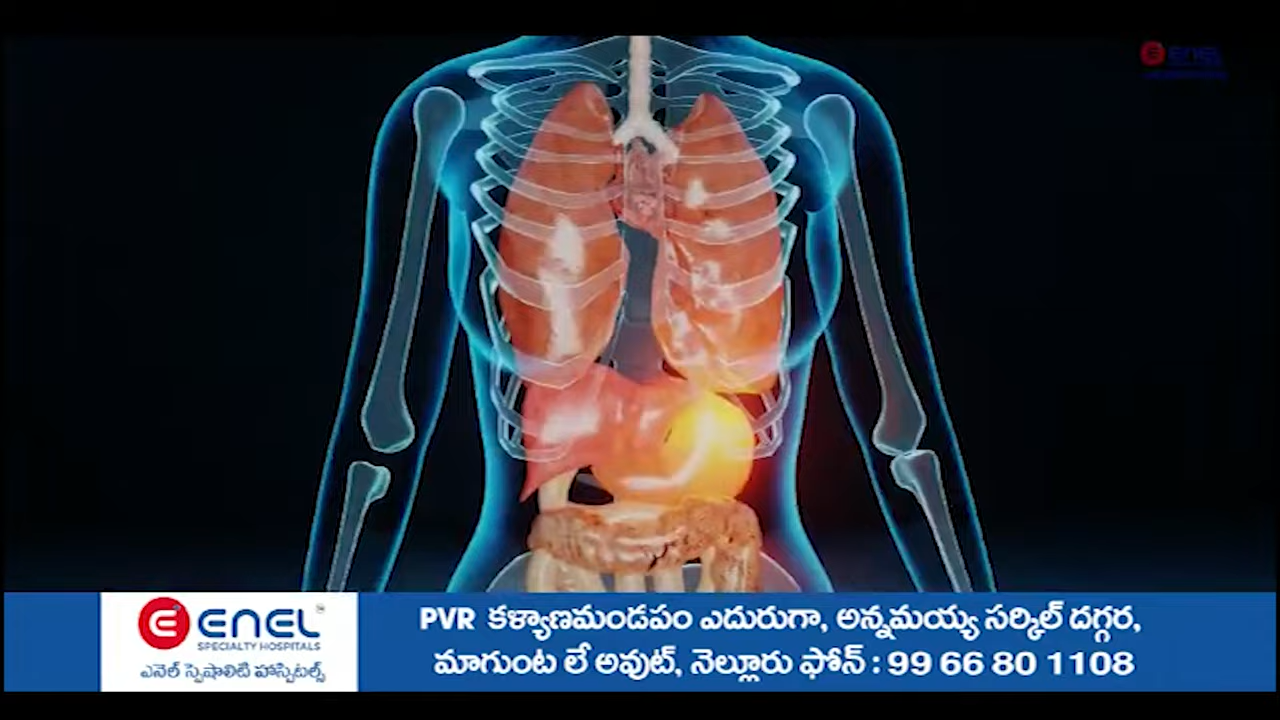 ENEL
ENEL
SPECIALTY HOSPITALS
ఎనెల్ స్పెషాలిటి హాస్పిటల్స్
PVR కళ్యాణమండపం ఎదురుగా, అన్నమయ్య సర్కిల్ దగ్గర,
మాగుంట లే అవుట్, నెల్లూరు ఫోన్ : 99 66 80 1108